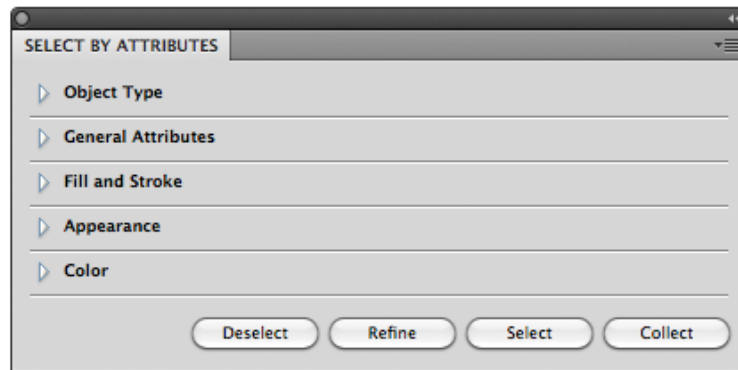 SELECT BY ATTRIBUTES
Object Type
General Attributes
Fill and Stroke
Appearance
Color
Deselect Refine Select Collect